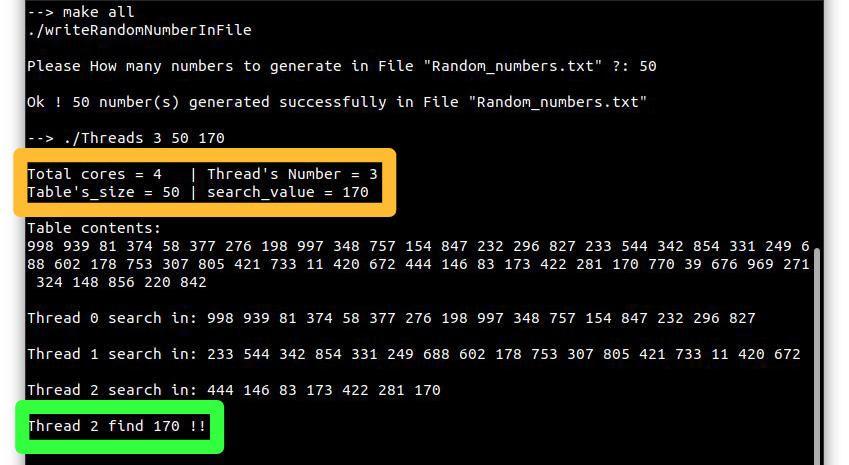 --> make all
./writeRandomNumberInFile
Please How many numbers to generate in File "Random_numbers.txt" ?: 50
Ok ! 50 number(s) generated successfully in File "Random_numbers.txt"
--> ./Threads 3 50 170
Total cores = 4   | Thread's Number = 3
Table's_size = 50 | search_value = 170
Table contents:
998 939 81 374 58 377 276 198 997 348 757 154 847 232 296 827 233 544 342 854 331 249 6
88 602 178 753 307 805 421 733 11 420 672 444 146 83 173 422 281 170 770 39 676 969 271
 324 148 856 220 842
Thread 0 search in: 998 939 81 374 58 377 276 198 997 348 757 154 847 232 296 827
Thread 1 search in: 233 544 342 854 331 249 688 602 178 753 307 805 421 733 11 420 672
Thread 2 search in: 444 146 83 173 422 281 170
Thread 2 find 170 !!